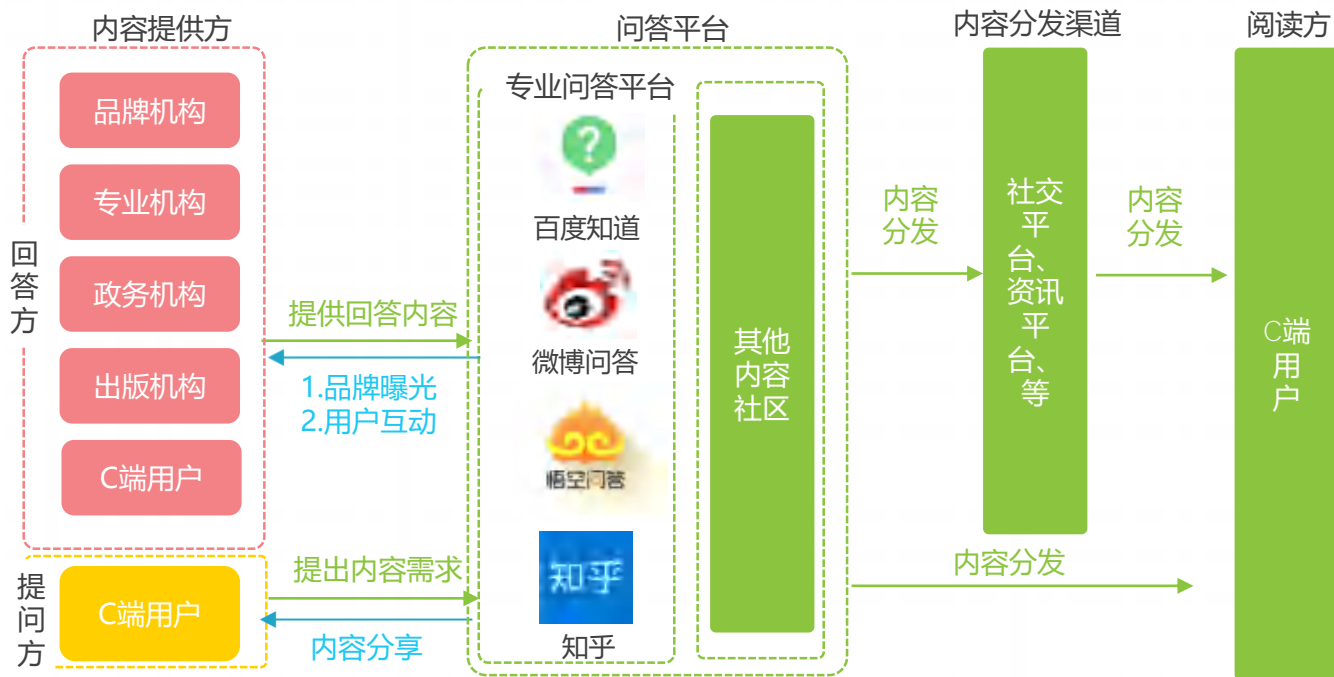 内容提供方
问答平台
内容分发渠道
阅读方
回
答
方
品牌机构
专业机构
政务机构
出版机构
C端用户
提
问
方
C端用户
提供回答内容
1.品牌曝光
2.用户互动
提出内容需求
内容分享
专业问答平台
?
百度知道
微博问答
悟空问答
知乎
知乎
其他
内容
社区
内容
分发
社交
平
台、
资讯
平
台、
等
内容
分发
内容分发
C端
用
户